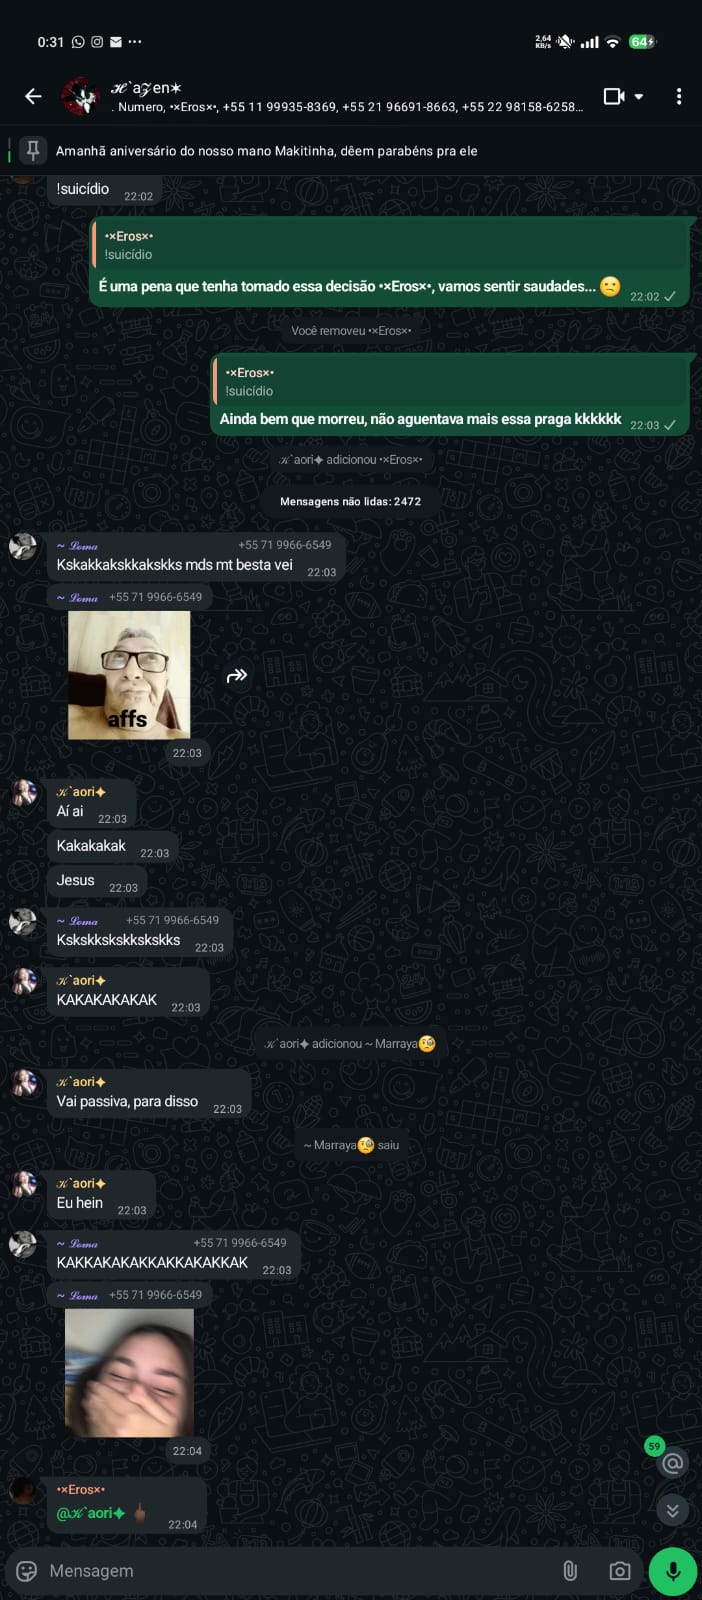 0:31
2,64 KB/s
64
ℋ`a𝒵en✶
. Numero, •×Eros×•, +55 11 99935-8369, +55 21 96691-8663, +55 22 98158-6258...
Amanhã aniversário do nosso mano Makitinha, dêem parabéns pra ele
!suicídio 22:02
•×Eros×•
!suicídio
É uma pena que tenha tomado essa decisão •×Eros×•, vamos sentir saudades... 😕 22:02
Você removeu •×Eros×•
•×Eros×•
!suicídio
Ainda bem que morreu, não aguentava mais essa praga kkkkkk 22:03
𝒦`aori✦ adicionou •×Eros×•
Mensagens não lidas: 2472
~ 𝓛𝓸𝓶𝓪 +55 71 9966-6549
Kskakkakskkakskks mds mt besta vei 22:03
~ 𝓛𝓸𝓶𝓪 +55 71 9966-6549
affs
22:03
𝒦`aori✦
Aí ai 22:03
Kakakakak 22:03
Jesus 22:03
~ 𝓛𝓸𝓶𝓪 +55 71 9966-6549
Kskskkskskkskskks 22:03
𝒦`aori✦
KAKAKAKAKAK 22:03
𝒦`aori✦ adicionou ~ Marraya🧐
𝒦`aori✦
Vai passiva, para disso 22:03
~ Marraya🧐 saiu
𝒦`aori✦
Eu hein 22:03
~ 𝓛𝓸𝓶𝓪 +55 71 9966-6549
KAKKAKAKAKKAKKAKAKKAK 22:03
~ 𝓛𝓸𝓶𝓪 +55 71 9966-6549
22:04
59
•×Eros×•
@𝒦`aori✦ 🖕🏿 22:04
Mensagem